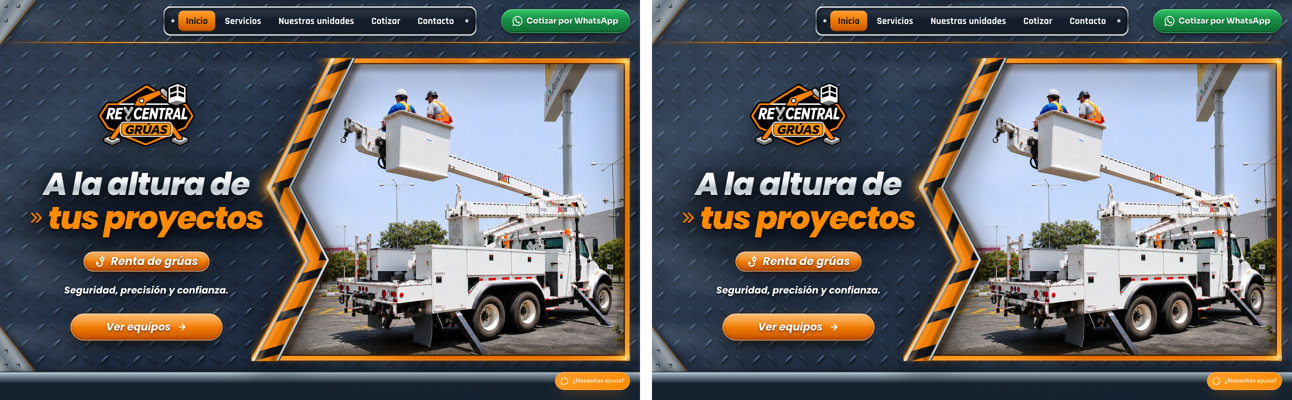 Inicio Servicios Nuestras unidades Cotizar Contacto Cotizar por WhatsApp
REY CENTRAL
GRÚAS
A la altura de
» tus proyectos
Renta de grúas
Seguridad, precisión y confianza.
Ver equipos →
¿Necesitas ayuda?
Inicio Servicios Nuestras unidades Cotizar Contacto Cotizar por WhatsApp
REY CENTRAL
GRÚAS
A la altura de
» tus proyectos
Renta de grúas
Seguridad, precisión y confianza.
Ver equipos →
¿Necesitas ayuda?